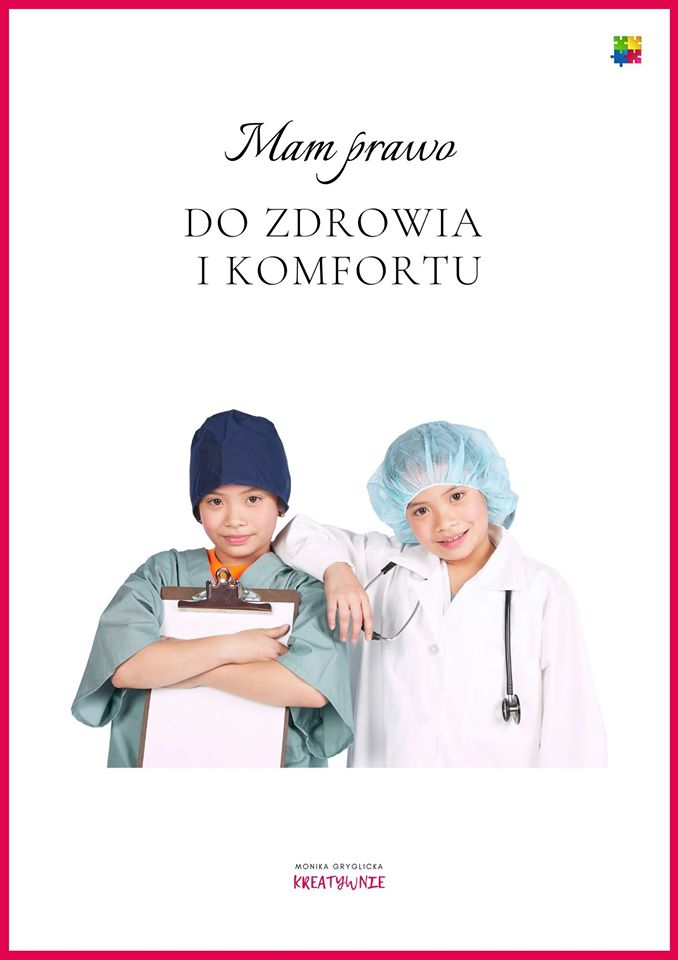 Mam prawo
DO ZDROWIA
I KOMFORTU
MONIKA GRYGLICKA
KREATYWNIE